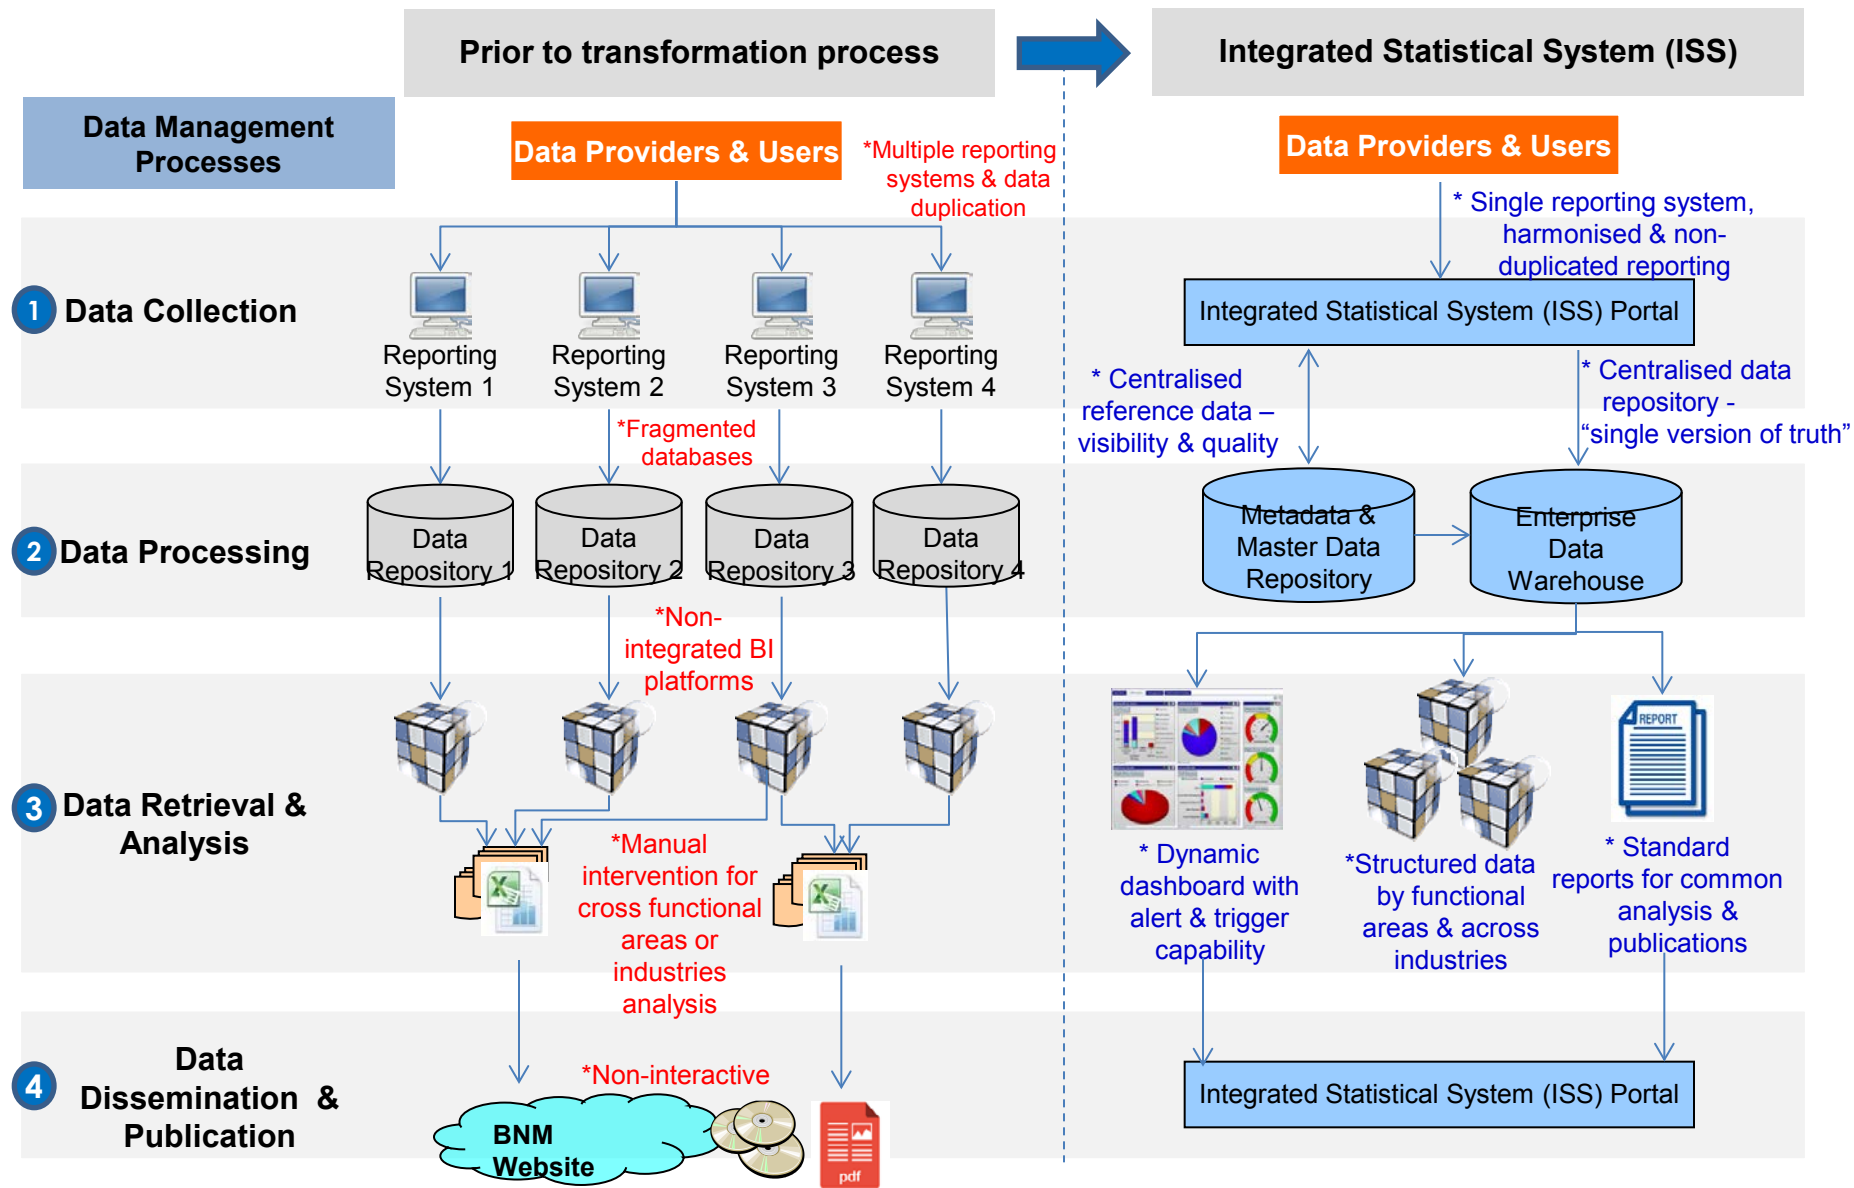 Prior to transformation process
Integrated Statistical System (ISS)
Data Management
Processes
Data Providers & Users
*Multiple reporting
systems & data
duplication
Data Providers & Users
* Single reporting system,
harmonised & non-
duplicated reporting
1
Data Collection
Reporting
System 1
Reporting
System 2
Reporting
System 3
Reporting
System 4
Integrated Statistical System (ISS) Portal
*Fragmented
databases
* Centralised
reference data –
visibility & quality
* Centralised data
repository -
“single version of truth”
2
Data Processing
Data
Repository 1
Data
Repository 2
Data
Repository 3
Data
Repository 4
Metadata &
Master Data
Repository
Enterprise
Data
Warehouse
*Non-
integrated BI
platforms
3
Data Retrieval &
Analysis
REPORT
*Manual
intervention for
cross functional
areas or
industries
analysis
* Dynamic
dashboard with
alert & trigger
capability
*Structured data
by functional
areas & across
industries
* Standard
reports for common
analysis &
publications
4
Data
Dissemination &
Publication
*Non-interactive
BNM
Website
pdf
Integrated Statistical System (ISS) Portal